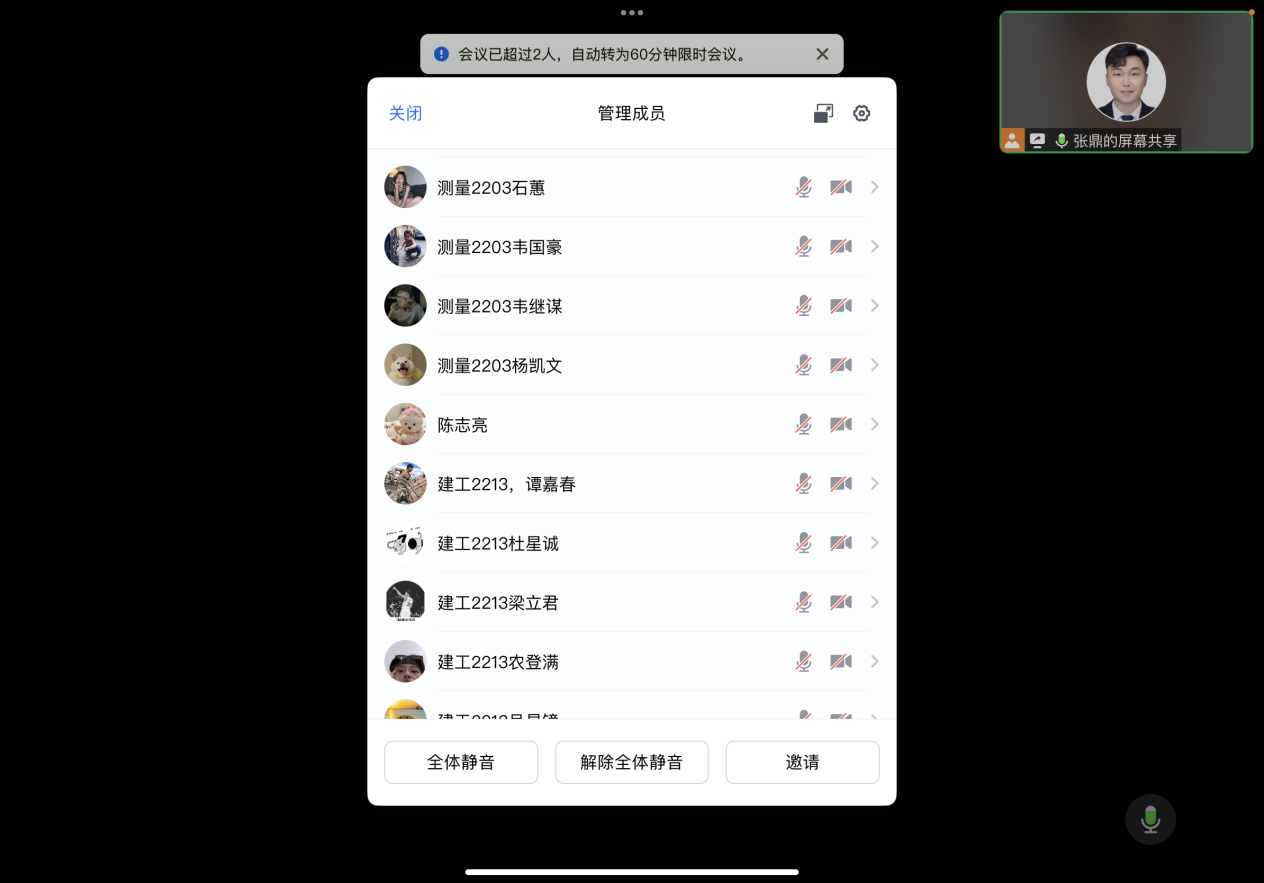 会议已超过2人，自动转为60分钟限时会议。
关闭
管理成员
张鼎的屏幕共享
测量2203石蕙
测量2203韦国豪
测量2203韦继谋
测量2203杨凯文
陈志亮
建工2213，谭嘉春
建工2213杜星诚
建工2213梁立君
建工2213农登满
全体静音
解除全体静音
邀请